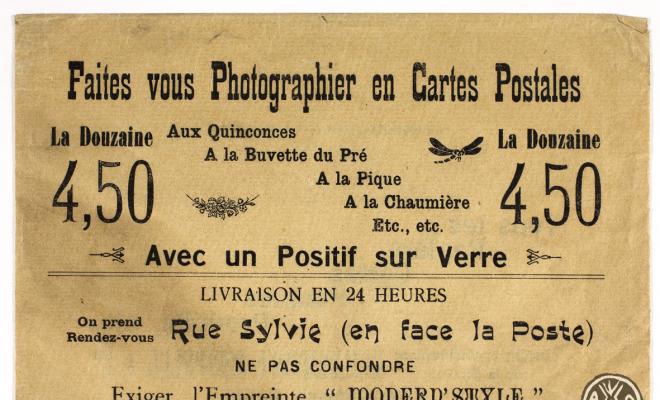 Faites vous Photographier en Cartes Postales
La Douzaine
4,50
Aux Quinconces
A la Buvette du Pré
A la Pique
A la Chaumière
Etc., etc.
La Douzaine
4,50
Avec un Positif sur Verre
LIVRAISON EN 24 HEURES
On prend
Rendez-vous
Rue Sylvie (en face la Poste)
NE PAS CONFONDRE
Exiger l'Empreinte "MODERN'STYLE"